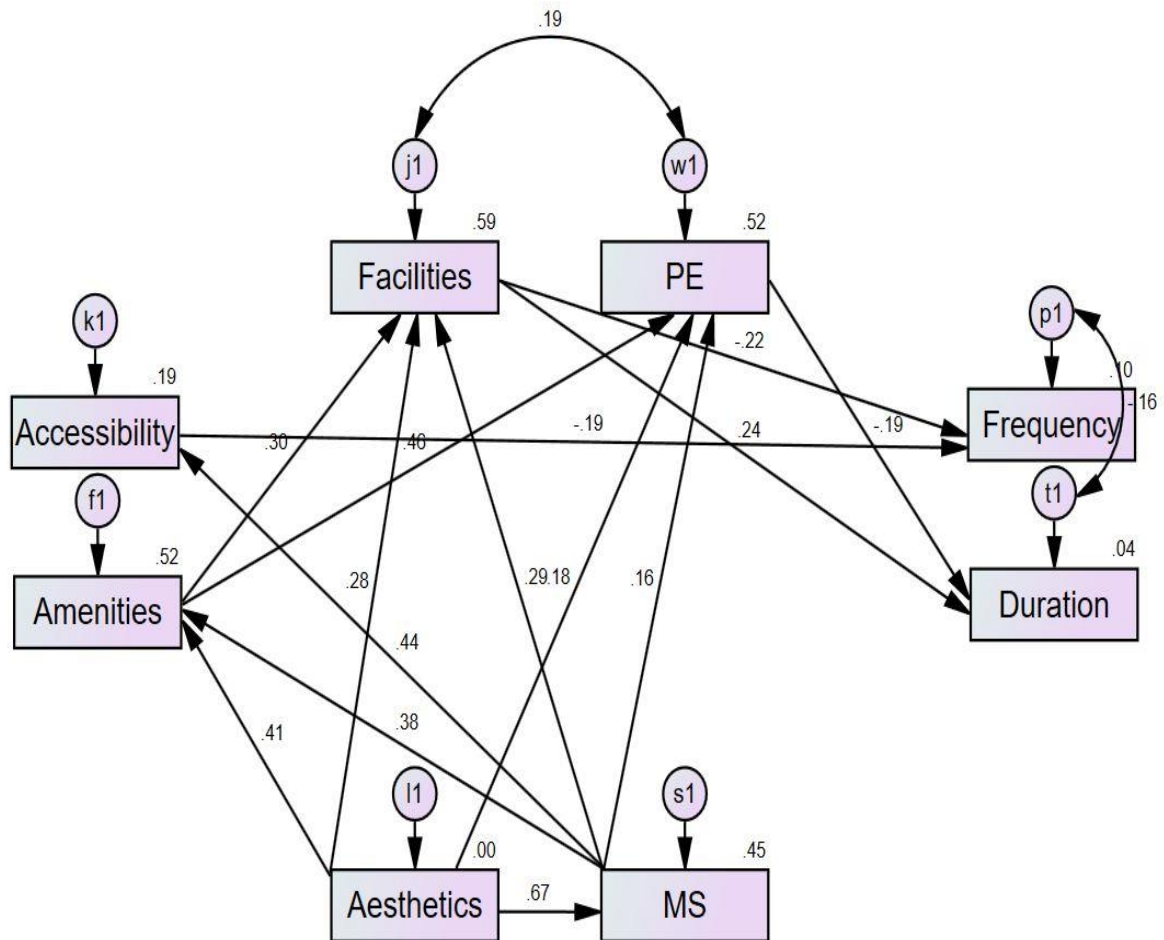 .19
j1
w1
.59
.52
Facilities
PE
k1
p1
.19
-.22
.10
-.16
Accessibility
Frequency
.30
.46
-.19
.24
-.19
f1
t1
.52
.04
Amenities
.28
.29
.18
.16
Duration
.44
.41
.38
l1
s1
.00
.45
Aesthetics
.67
MS